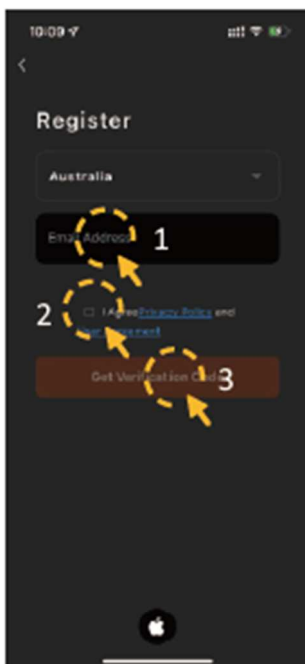 10:09
Register
Australia
Email Address 1
2 I Agree Privacy Policy and
User Agreement
Get Verification Code 3